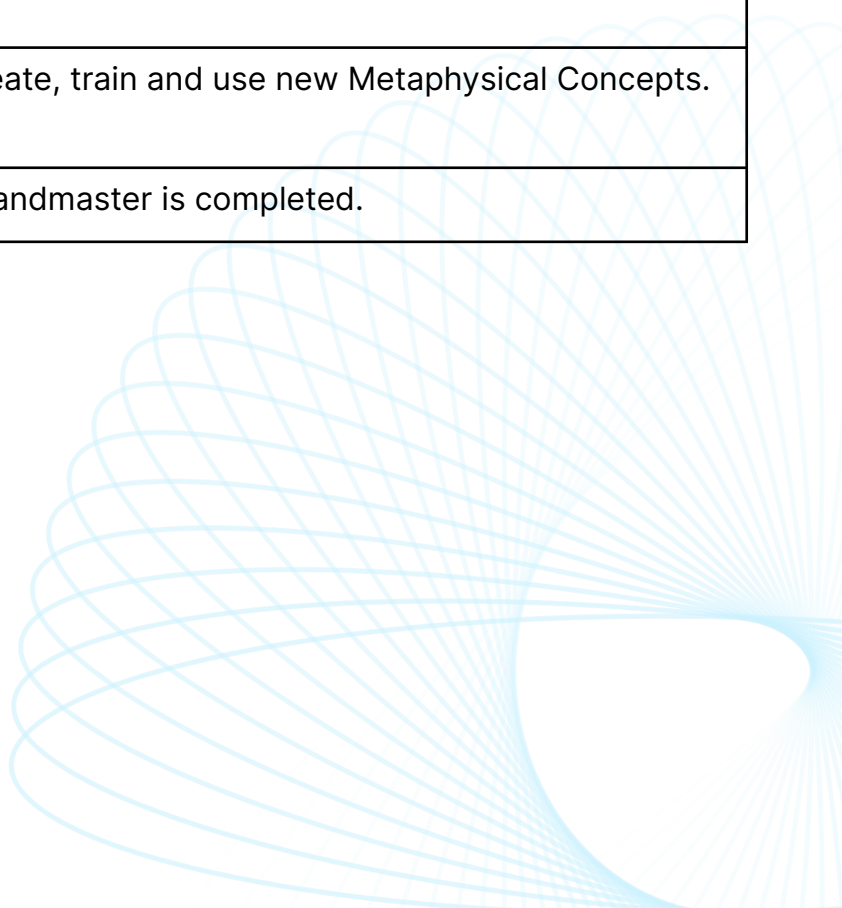 eate, train and use new Metaphysical Concepts.
andmaster is completed.